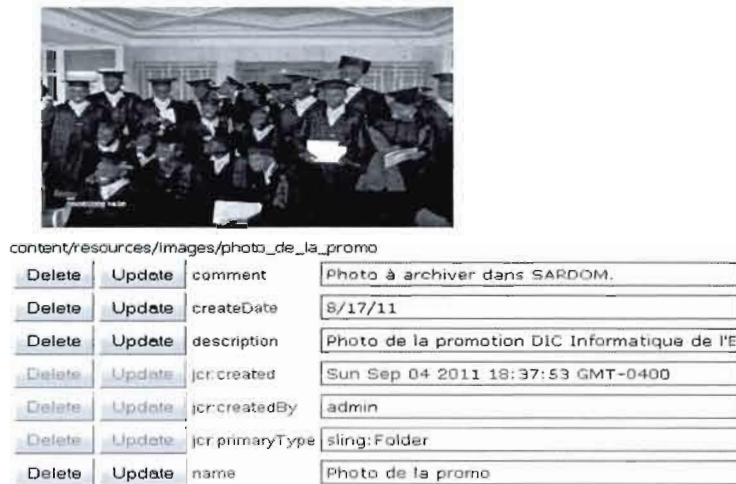 content/resources/images/photo_de_la_promo
Delete Update comment Photo à archiver dans SARDOM.
Delete Update createDate 8/17/11
Delete Update description Photo de la promotion DIC Informatique de l'E
Delete Update jcr:created Sun Sep 04 2011 18:37:53 GMT-0400
Delete Update jcr:createdBy admin
Delete Update jcr:primaryType sling:Folder
Delete Update name Photo de la promo